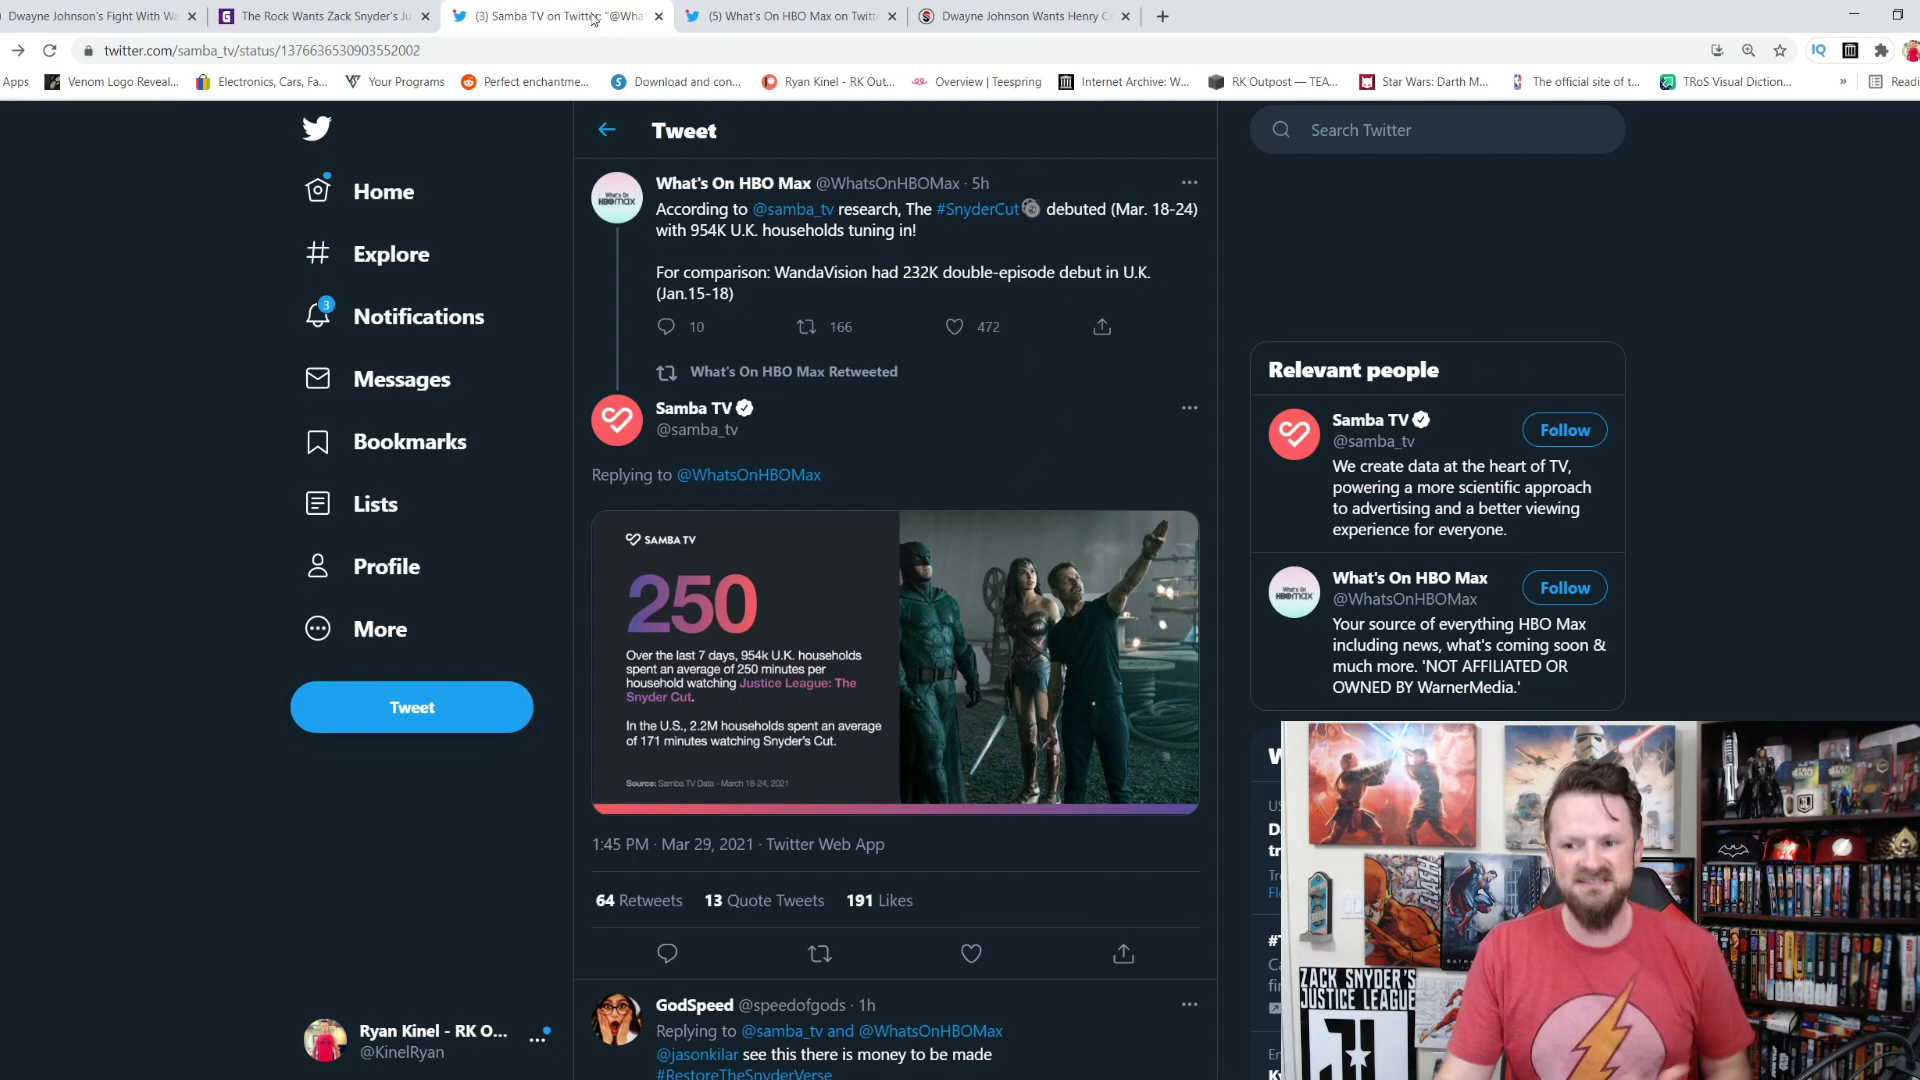 Dwayne Johnson's Fight With Wa
The Rock Wants Zack Snyder's Ju
(3) Samba TV on Twitter: "@What
(5) What's On HBO Max on Twitte
Dwayne Johnson Wants Henry Ca
twitter.com/samba_tv/status/1376636530903552002
Apps
Venom Logo Reveal...
Electronics, Cars, Fa...
Your Programs
Perfect enchantme...
Download and con...
Ryan Kinel - RK Out...
Overview | Teespring
Internet Archive: W...
RK Outpost — TEA...
Star Wars: Darth M...
The official site of t...
TRoS Visual Diction...
»
Readi
Home
Explore
3
Notifications
Messages
Bookmarks
Lists
Profile
More
Tweet
Ryan Kinel - RK O...
@KinelRyan
Tweet
What's On HBO Max @WhatsOnHBOMax · 5h
According to @samba_tv research, The #SnyderCut debuted (Mar. 18-24)
with 954K U.K. households tuning in!
For comparison: WandaVision had 232K double-episode debut in U.K.
(Jan.15-18)
10 166 472
What's On HBO Max Retweeted
Samba TV
@samba_tv
Replying to @WhatsOnHBOMax
SAMBA TV
250
Over the last 7 days, 954k U.K. households
spent an average of 250 minutes per
household watching Justice League: The
Snyder Cut.
In the U.S., 2.2M households spent an average
of 171 minutes watching Snyder's Cut.
Source: Samba TV Data - March 18-24, 2021
1:45 PM · Mar 29, 2021 · Twitter Web App
64 Retweets 13 Quote Tweets 191 Likes
GodSpeed @speedofgods · 1h
Replying to @samba_tv and @WhatsOnHBOMax
@jasonkilar see this there is money to be made
#RestoreTheSnyderVerse
Search Twitter
Relevant people
Samba TV
@samba_tv
Follow
We create data at the heart of TV,
powering a more scientific approach
to advertising and a better viewing
experience for everyone.
What's On HBO Max
@WhatsOnHBOMax
Follow
Your source of everything HBO Max
including news, what's coming soon &
much more. 'NOT AFFILIATED OR
OWNED BY WarnerMedia.'
ZACK SNYDER'S
JUSTICE LEAGUE